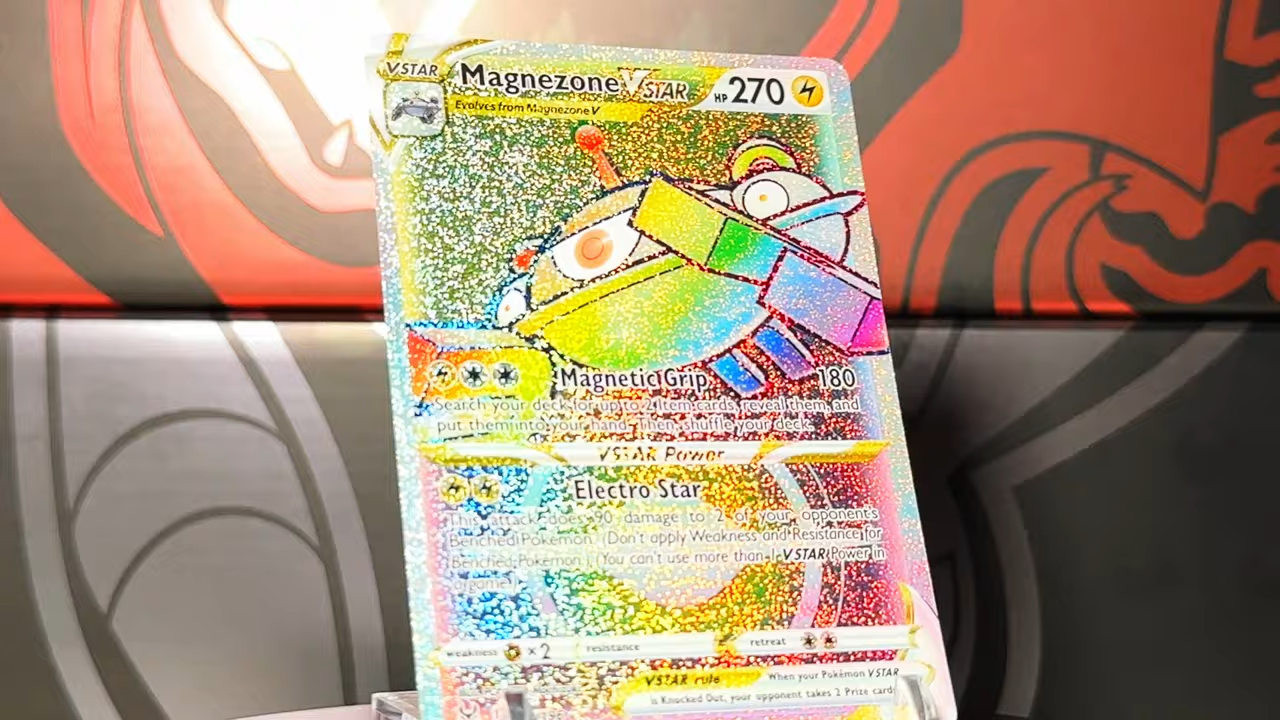 VSTAR
Magnezone VSTAR HP 270
Evolves from Magnezone V
Magnetic Grip 180
Search your deck for up to 2 Item cards, reveal them, and
put them into your hand. Then, shuffle your deck.
VSTAR Power
Electro Star
This attack does 90 damage to 2 of your opponent's
Benched Pokémon. (Don't apply Weakness and Resistance for
Benched Pokémon.) (You can't use more than 1 VSTAR Power in
a game.)
weakness ×2 resistance retreat
VSTAR rule When your Pokémon VSTAR
is Knocked Out, your opponent takes 2 Prize cards